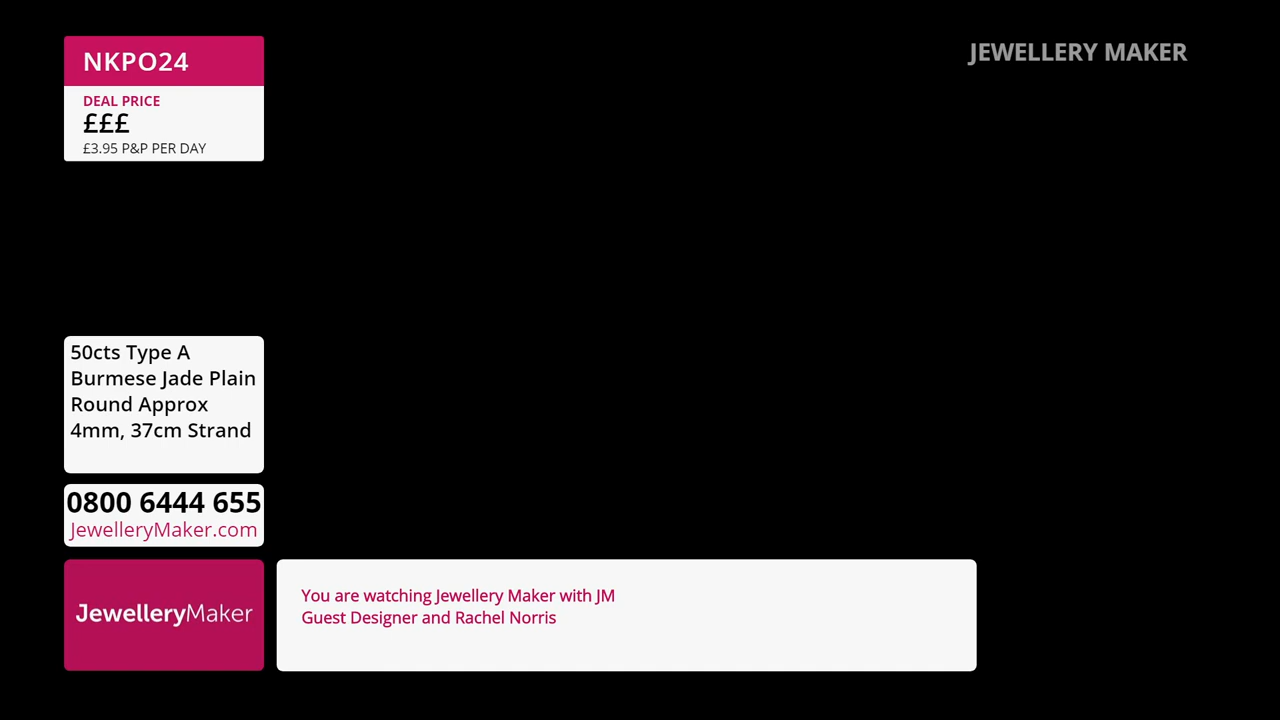 NKPO24
DEAL PRICE
£££
£3.95 P&P PER DAY
JEWELLERY MAKER
50cts Type A
Burmese Jade Plain
Round Approx
4mm, 37cm Strand
0800 6444 655
JewelleryMaker.com
JewelleryMaker
You are watching Jewellery Maker with JM
Guest Designer and Rachel Norris